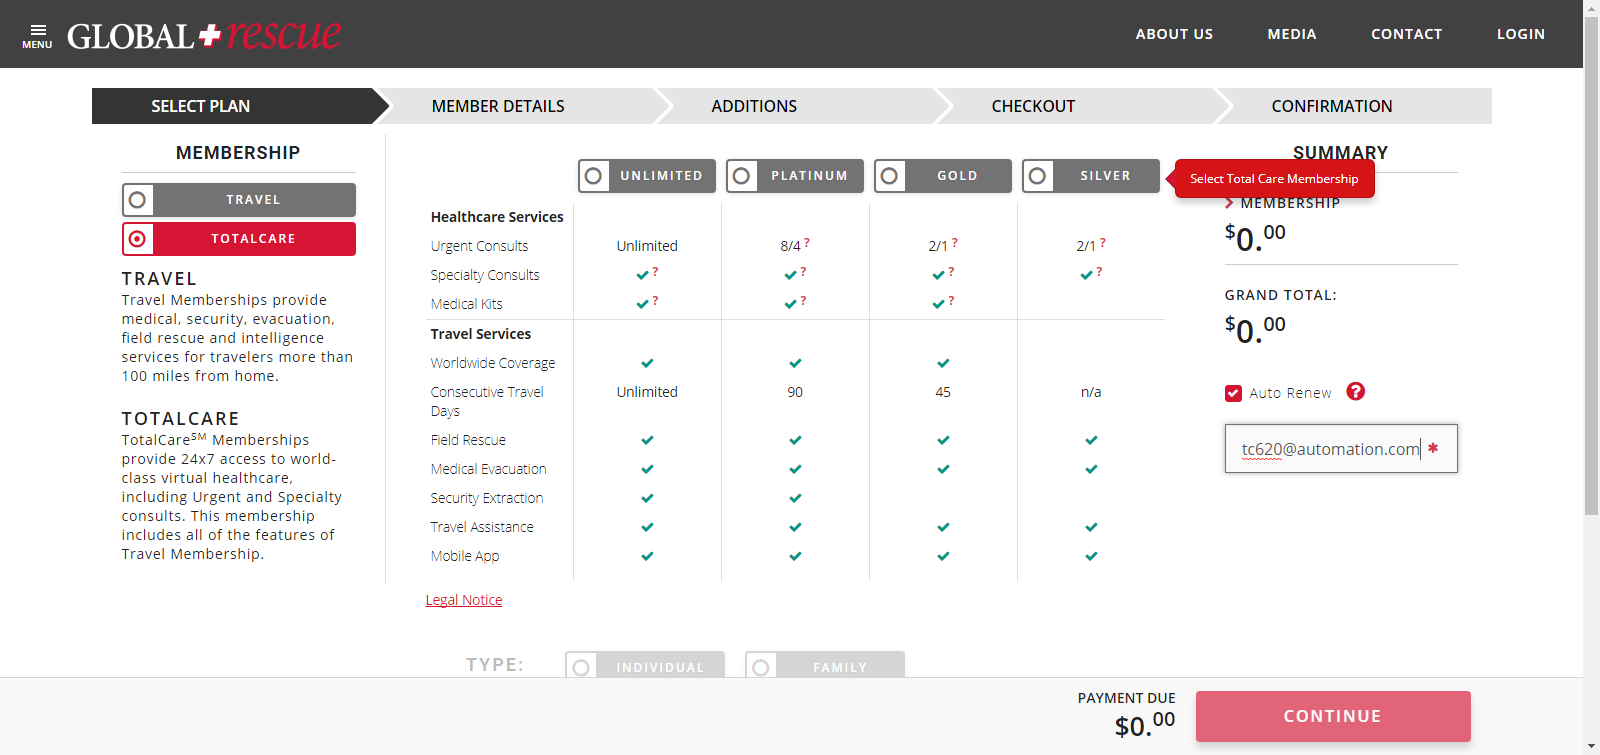 MENU
GLOBAL rescue
ABOUT US
MEDIA
CONTACT
LOGIN
SELECT PLAN
MEMBER DETAILS
ADDITIONS
CHECKOUT
CONFIRMATION
MEMBERSHIP
TRAVEL
TOTALCARE
TRAVEL
Travel Memberships provide
medical, security, evacuation,
field rescue and intelligence
services for travelers more than
100 miles from home.
TOTALCARE
TotalCareSM Memberships
provide 24x7 access to world-
class virtual healthcare,
including Urgent and Specialty
consults. This membership
includes all of the features of
Travel Membership.
UNLIMITED PLATINUM GOLD SILVER
Healthcare Services
Urgent Consults Unlimited 8/4 ? 2/1 ? 2/1 ?
Specialty Consults ? ? ? ?
Medical Kits ? ? ?
Travel Services
Worldwide Coverage
Consecutive Travel Unlimited 90 45 n/a
Days
Field Rescue
Medical Evacuation
Security Extraction
Travel Assistance
Mobile App
Legal Notice
TYPE: INDIVIDUAL FAMILY
SUMMARY
Select Total Care Membership
MEMBERSHIP
$0.00
GRAND TOTAL:
$0.00
Auto Renew ?
tc620@automation.com *
PAYMENT DUE
$0.00
CONTINUE